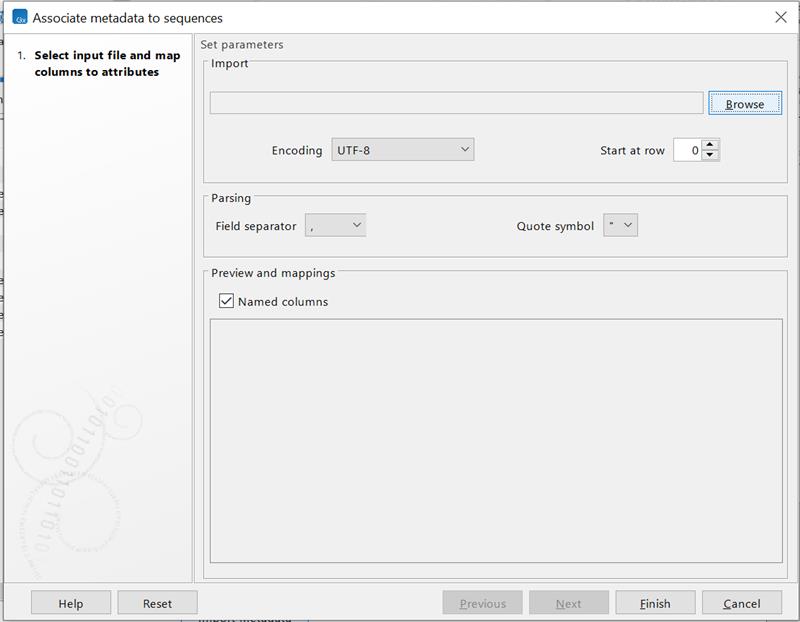 Gx Associate metadata to sequences
1. Select input file and map
columns to attributes
Set parameters
Import
Browse
Encoding UTF-8 Start at row 0
Parsing
Field separator , Quote symbol "
Preview and mappings
Named columns
Help Reset Previous Next Finish Cancel